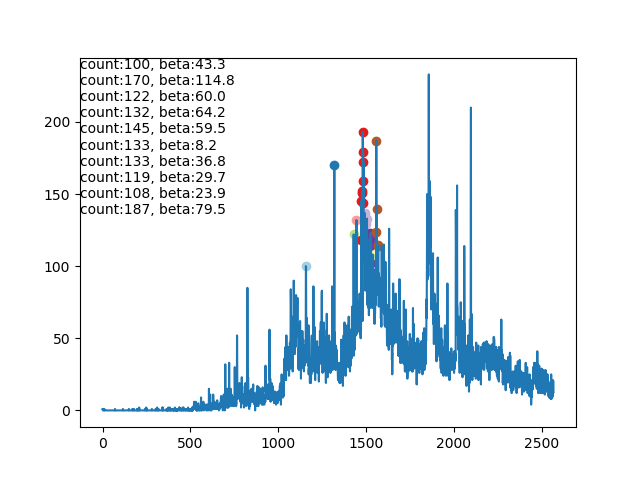 count:100, beta:43.3
count:170, beta:114.8
count:122, beta:60.0
count:132, beta:64.2
count:145, beta:59.5
count:133, beta:8.2
count:133, beta:36.8
count:119, beta:29.7
count:108, beta:23.9
count:187, beta:79.5
200
150
100
50
0
0 500 1000 1500 2000 2500